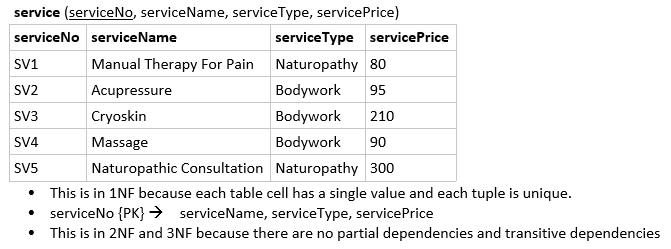 service (serviceNo, serviceName, serviceType, servicePrice)
serviceNo serviceName serviceType servicePrice
SV1 Manual Therapy For Pain Naturopathy 80
SV2 Acupressure Bodywork 95
SV3 Cryoskin Bodywork 210
SV4 Massage Bodywork 90
SV5 Naturopathic Consultation Naturopathy 300
• This is in 1NF because each table cell has a single value and each tuple is unique.
• serviceNo {PK} → serviceName, serviceType, servicePrice
• This is in 2NF and 3NF because there are no partial dependencies and transitive dependencies